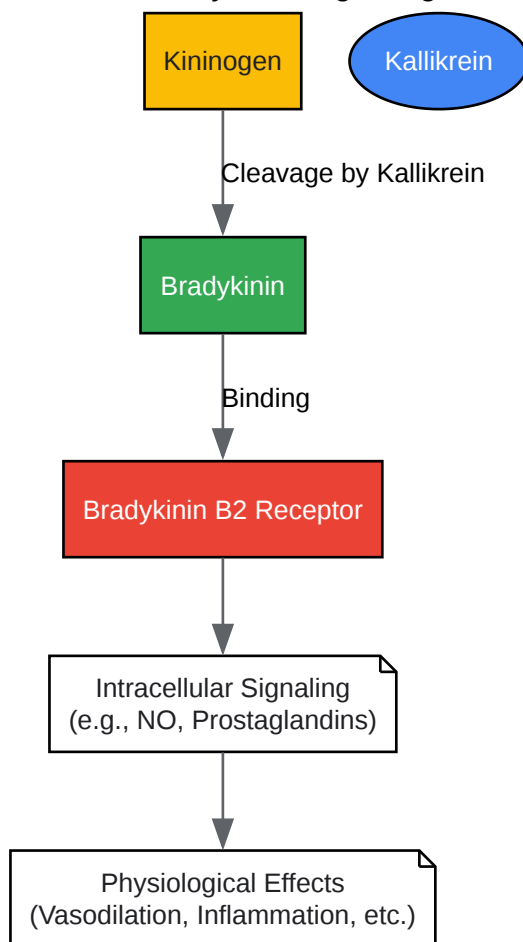 Kininogen
Kallikrein
Cleavage by Kallikrein
Bradykinin
Binding
Bradykinin B2 Receptor
Intracellular Signaling
(e.g., NO, Prostaglandins)
Physiological Effects
(Vasodilation, Inflammation, etc.)